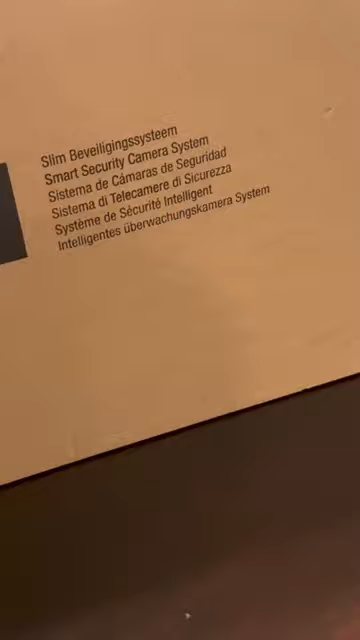 Slim Beveiligingssysteem
Smart Security Camera System
Sistema de Cámaras de Seguridad
Sistema di Telecamere di Sicurezza
Système de Sécurité Intelligent
Intelligentes überwachungskamera System